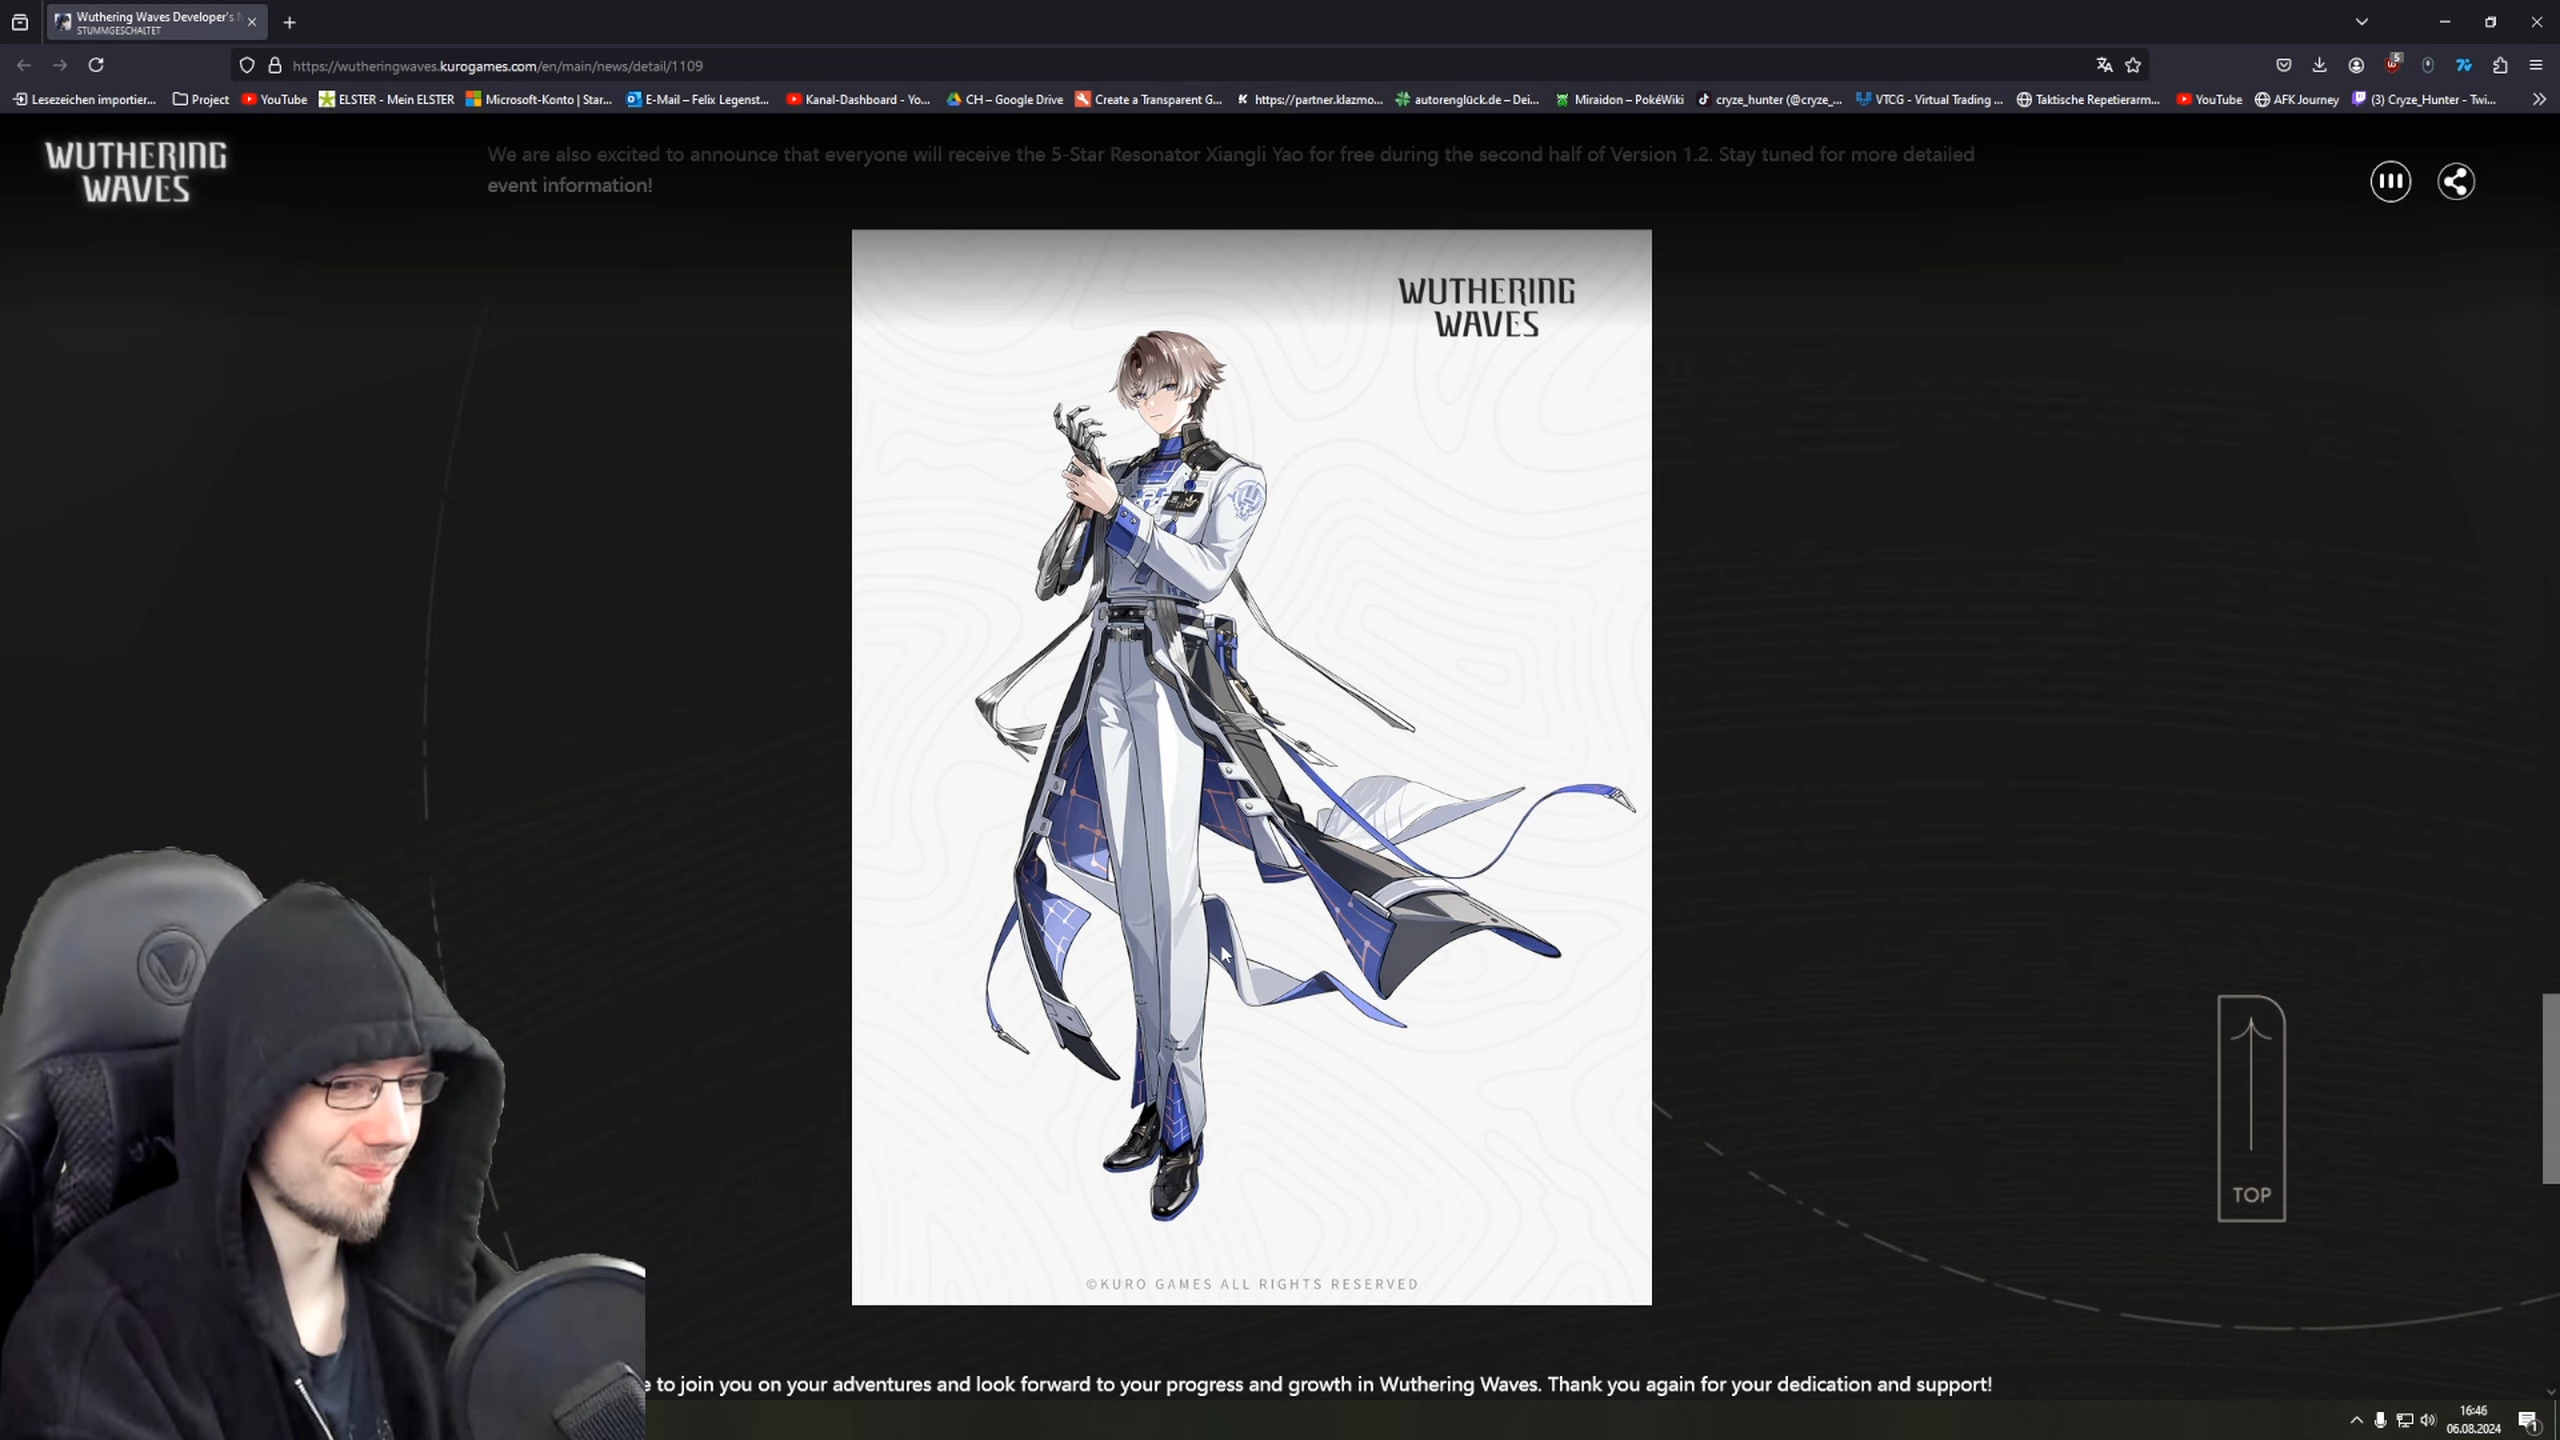 Wuthering Waves Developer's
STUMMGESCHALTET
https://wutheringwaves.kurogames.com/en/main/news/detail/1109
Lesezeichen importier... Project YouTube ELSTER - Mein ELSTER Microsoft-Konto | Star... E-Mail – Felix Legenst... Kanal-Dashboard - Yo... CH – Google Drive Create a Transparent G... https://partner.klazmo... autorenglück.de – Dei... Miraidon – PokéWiki cryze_hunter (@cryze_... VTCG - Virtual Trading ... Taktische Repetierarm... YouTube AFK Journey (3) Cryze_Hunter - Twi...
WUTHERING
WAVES
We are also excited to announce that everyone will receive the 5-Star Resonator Xiangli Yao for free during the second half of Version 1.2. Stay tuned for more detailed
event information!
WUTHERING
WAVES
TOP
©KURO GAMES ALL RIGHTS RESERVED
e to join you on your adventures and look forward to your progress and growth in Wuthering Waves. Thank you again for your dedication and support!
16:46
06.08.2024